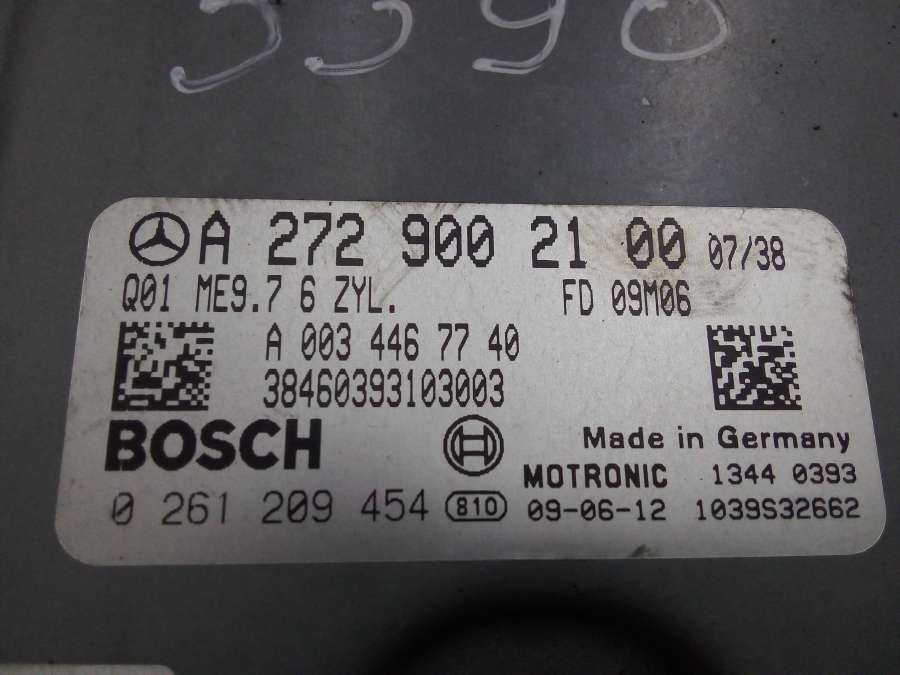 5590
A 272 900 21 00 07/38
Q01 ME9.7 6 ZYL. FD 09M06
A 003 446 77 40
38460393103003
BOSCH Made in Germany
MOTRONIC 1344 0393
0 261 209 454 810 09-06-12 1039S32662